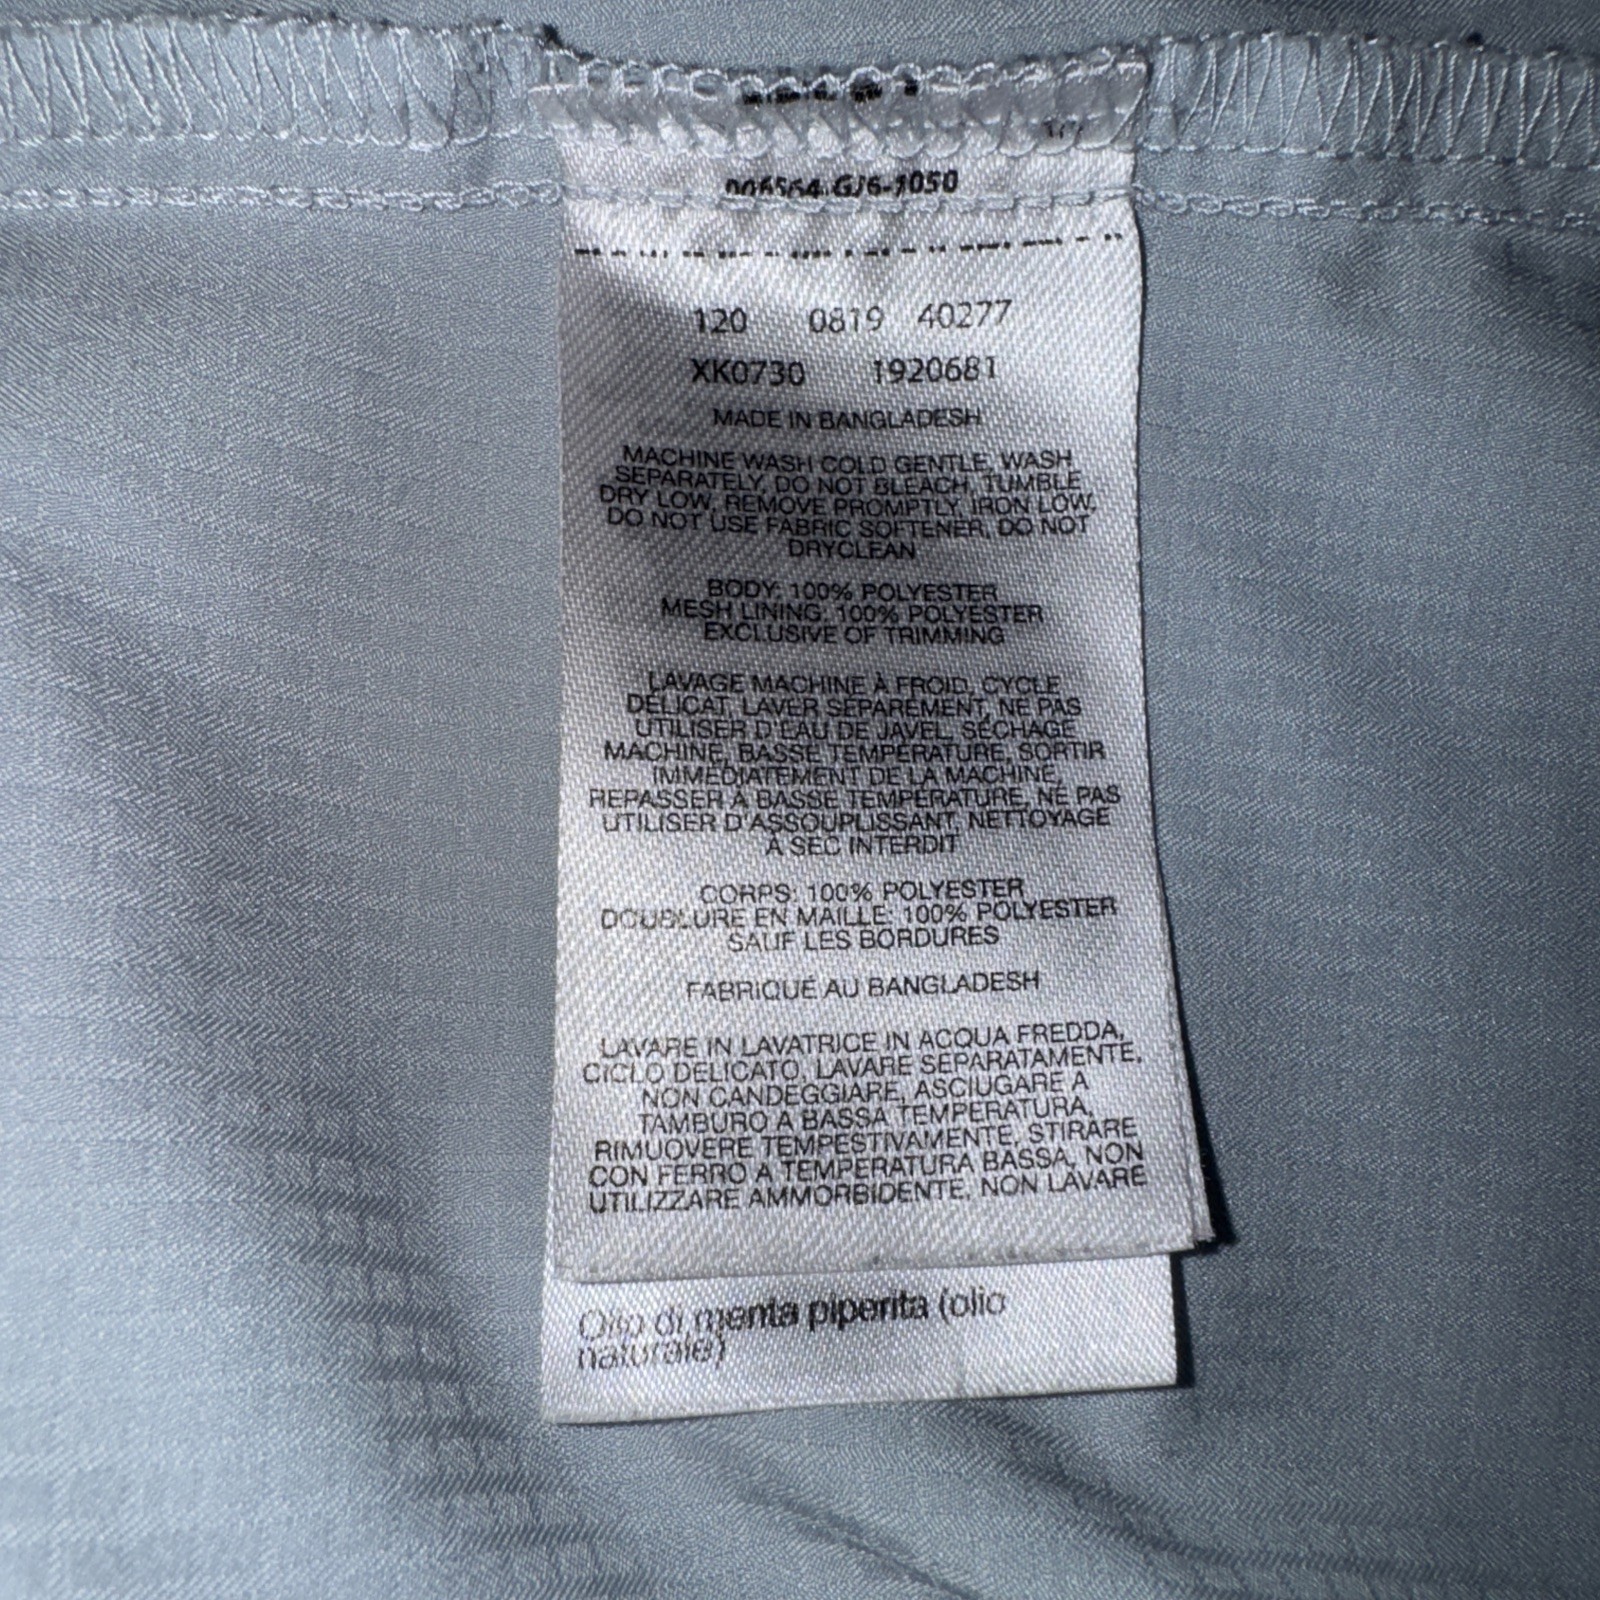 006564.GJ6-1050
120 0819 40277
XK0730 1920681
MADE IN BANGLADESH
MACHINE WASH COLD GENTLE, WASH
SEPARATELY, DO NOT BLEACH, TUMBLE
DRY LOW, REMOVE PROMPTLY, IRON LOW,
DO NOT USE FABRIC SOFTENER, DO NOT
DRYCLEAN
BODY: 100% POLYESTER
MESH LINING: 100% POLYESTER
EXCLUSIVE OF TRIMMING
LAVAGE MACHINE À FROID, CYCLE
DÉLICAT, LAVER SÉPARÉMENT, NE PAS
UTILISER D'EAU DE JAVEL, SÉCHAGE
MACHINE, BASSE TEMPÉRATURE, SORTIR
IMMÉDIATEMENT DE LA MACHINE,
REPASSER À BASSE TEMPÉRATURE, NE PAS
UTILISER D'ASSOUPLISSANT, NETTOYAGE
À SEC INTERDIT
CORPS: 100% POLYESTER
DOUBLURE EN MAILLE: 100% POLYESTER
SAUF LES BORDURES
FABRIQUÉ AU BANGLADESH
LAVARE IN LAVATRICE IN ACQUA FREDDA,
CICLO DELICATO, LAVARE SEPARATAMENTE,
NON CANDEGGIARE, ASCIUGARE A
TAMBURO A BASSA TEMPERATURA,
RIMUOVERE TEMPESTIVAMENTE, STIRARE
CON FERRO A TEMPERATURA BASSA, NON
UTILIZZARE AMMORBIDENTE, NON LAVARE
Olio di menta piperita (olio
naturale)